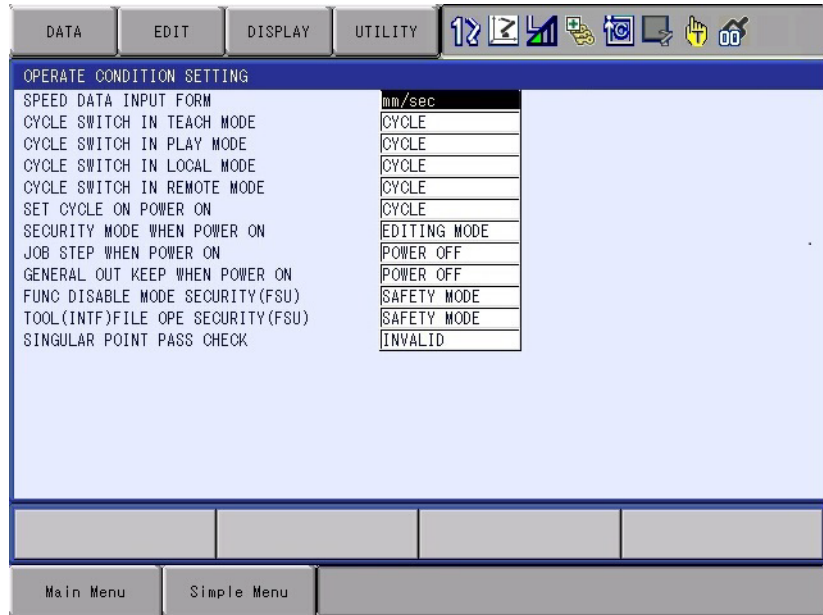 DATA EDIT DISPLAY UTILITY
OPERATE CONDITION SETTING
SPEED DATA INPUT FORM mm/sec
CYCLE SWITCH IN TEACH MODE CYCLE
CYCLE SWITCH IN PLAY MODE CYCLE
CYCLE SWITCH IN LOCAL MODE CYCLE
CYCLE SWITCH IN REMOTE MODE CYCLE
SET CYCLE ON POWER ON CYCLE
SECURITY MODE WHEN POWER ON EDITING MODE
JOB STEP WHEN POWER ON POWER OFF
GENERAL OUT KEEP WHEN POWER ON POWER OFF
FUNC DISABLE MODE SECURITY(FSU) SAFETY MODE
TOOL(INTF)FILE OPE SECURITY(FSU) SAFETY MODE
SINGULAR POINT PASS CHECK INVALID
Main Menu Simple Menu